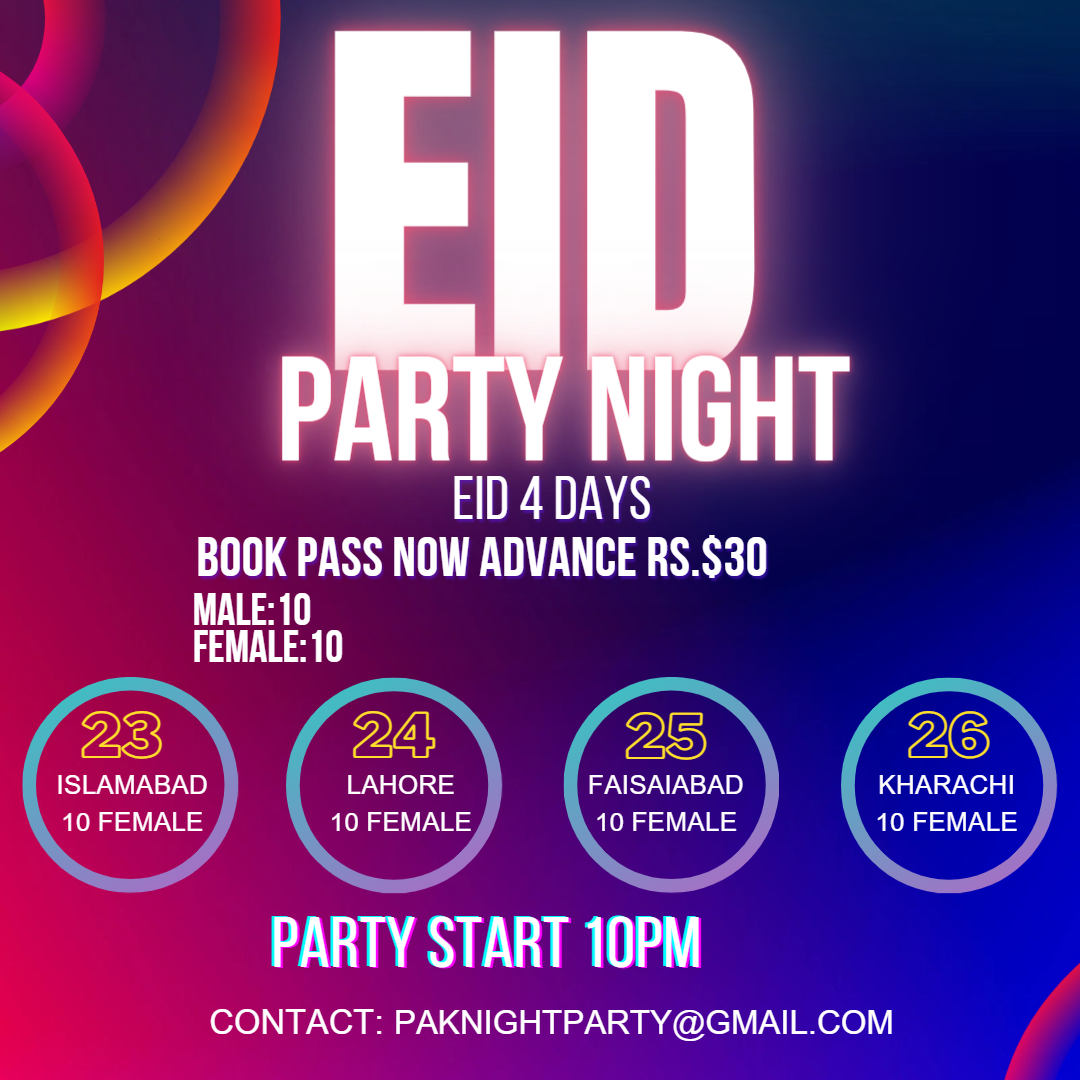 EID
PARTY NIGHT
EID 4 DAYS
BOOK PASS NOW ADVANCE RS.$30
MALE:10
FEMALE:10
23
ISLAMABAD
10 FEMALE
24
LAHORE
10 FEMALE
25
FAISAIABAD
10 FEMALE
26
KHARACHI
10 FEMALE
PARTY START 10PM
CONTACT: PAKNIGHTPARTY@GMAIL.COM